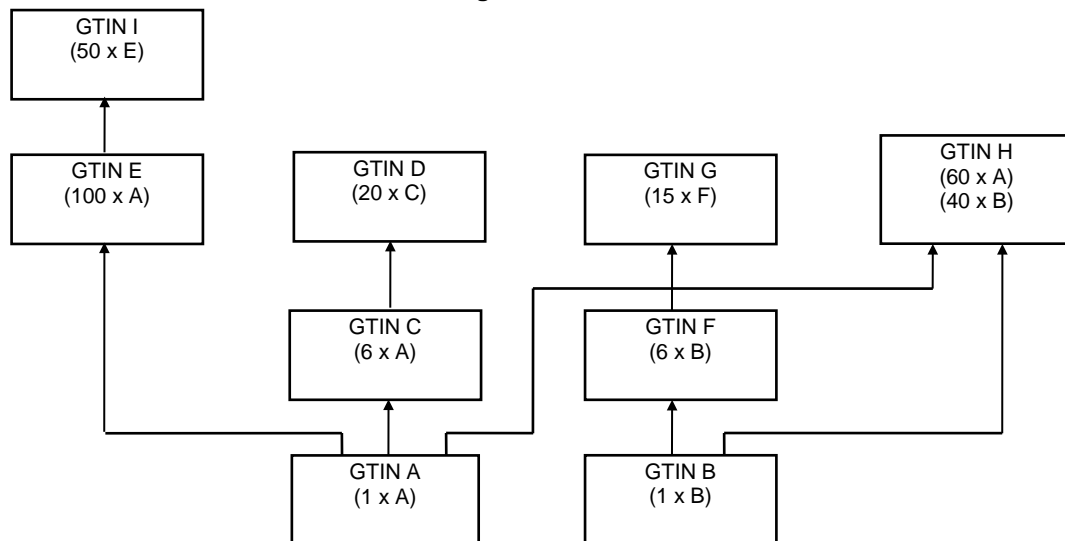 GTIN I
(50 x E)
GTIN E
(100 x A)
GTIN D
(20 x C)
GTIN G
(15 x F)
GTIN H
(60 x A)
(40 x B)
GTIN C
(6 x A)
GTIN F
(6 x B)
GTIN A
(1 x A)
GTIN B
(1 x B)